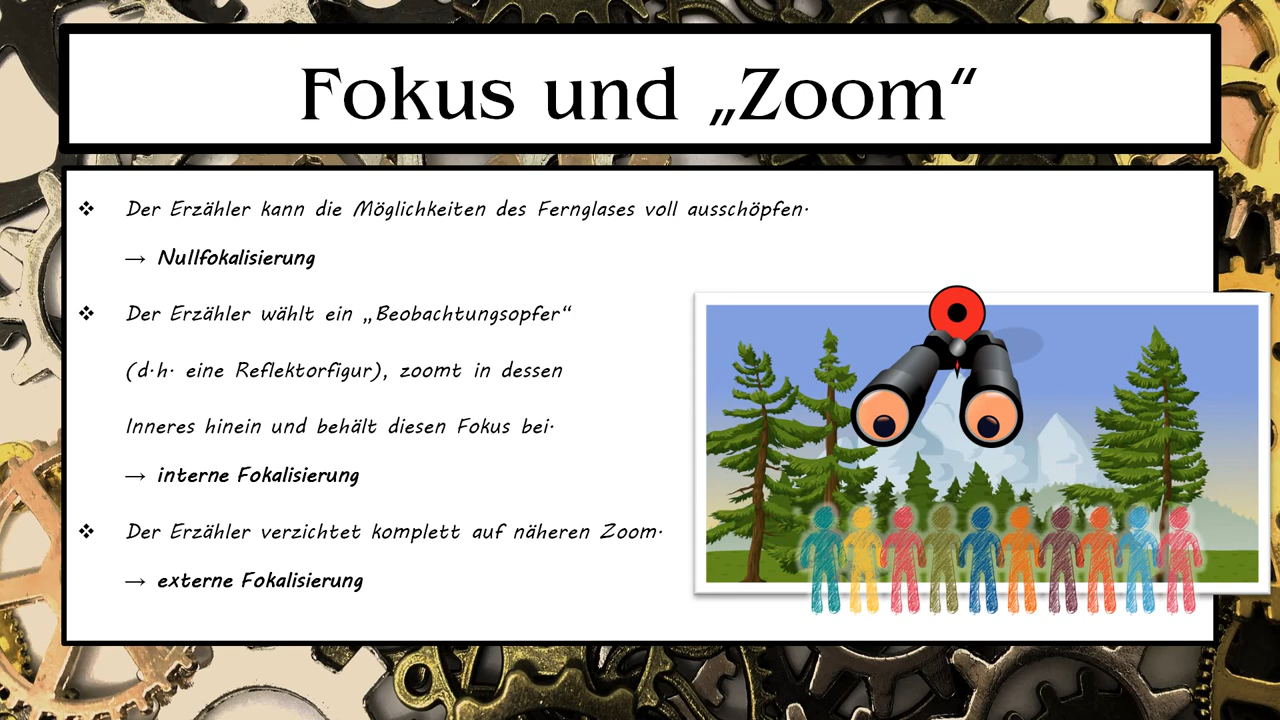 Fokus und „Zoom“
❖ Der Erzähler kann die Möglichkeiten des Fernglases voll ausschöpfen.
→ Nullfokalisierung
❖ Der Erzähler wählt ein „Beobachtungsopfer“
(d.h. eine Reflektorfigur), zoomt in dessen
Inneres hinein und behält diesen Fokus bei.
→ interne Fokalisierung
❖ Der Erzähler verzichtet komplett auf näheren Zoom.
→ externe Fokalisierung